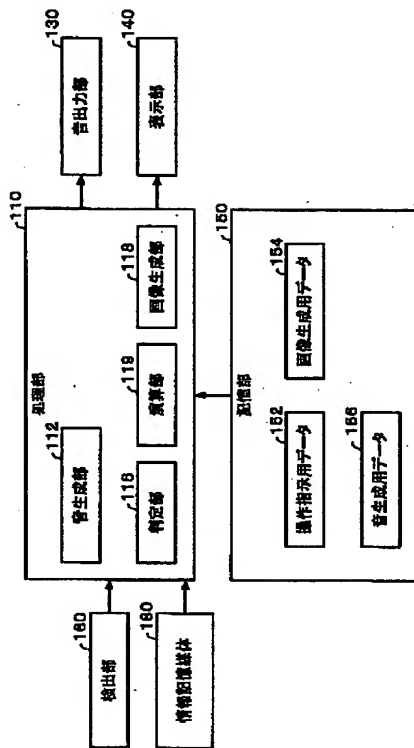 110
処理部
112
音生成部
116
判定部
119
演算部
118
画像生成部
130
音出力部
140
表示部
160
検出部
180
情報記憶媒体
150
記憶部
152
操作指示用データ
154
画像生成用データ
156
音生成用データ